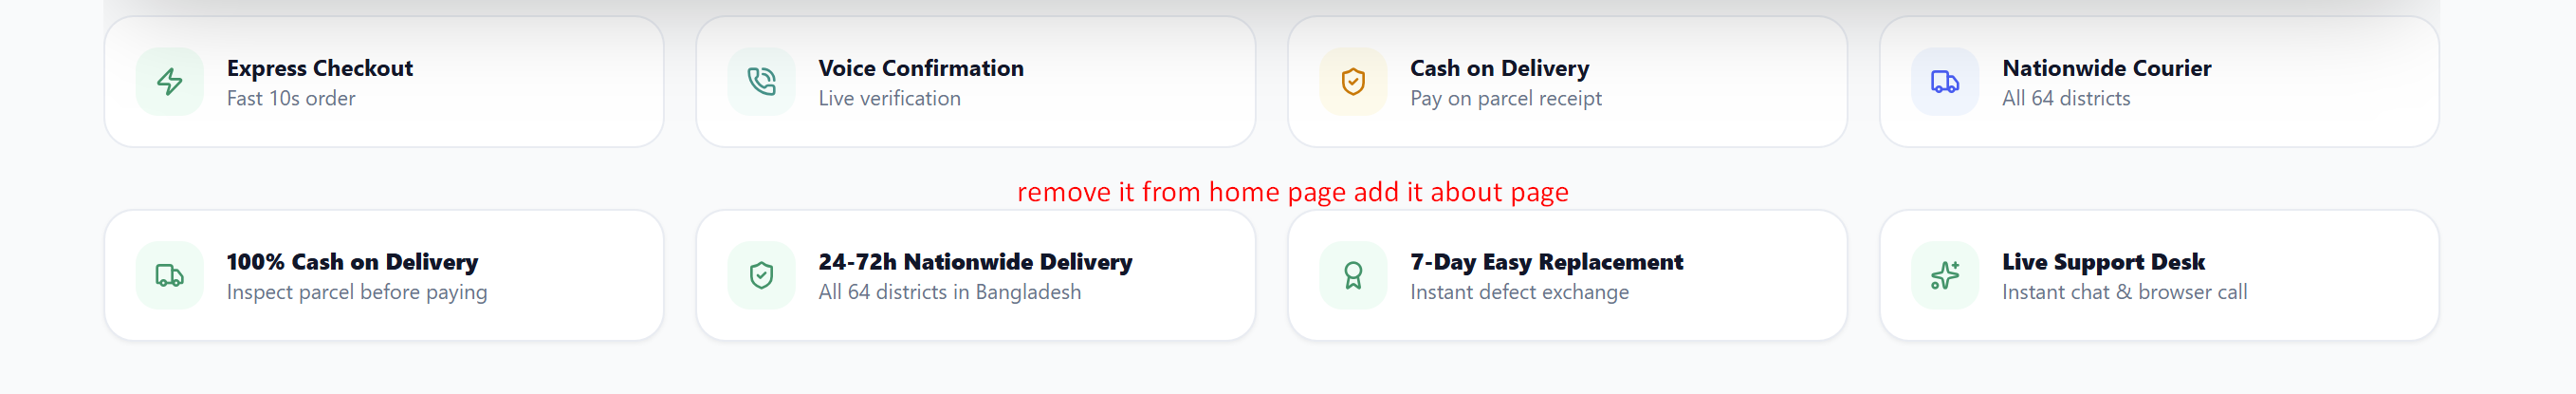 Express Checkout
Fast 10s order
Voice Confirmation
Live verification
Cash on Delivery
Pay on parcel receipt
Nationwide Courier
All 64 districts
remove it from home page add it about page
100% Cash on Delivery
Inspect parcel before paying
24-72h Nationwide Delivery
All 64 districts in Bangladesh
7-Day Easy Replacement
Instant defect exchange
Live Support Desk
Instant chat & browser call